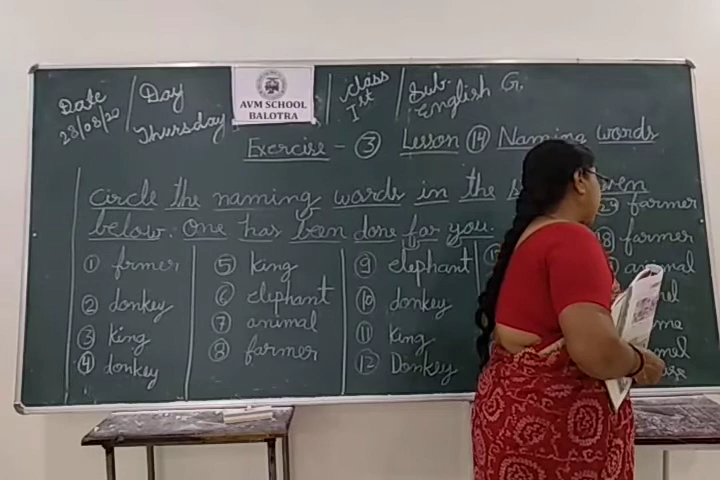 Date
28/08/20
Day
Thursday
AVM SCHOOL
BALOTRA
Class
Ist
Sub.
English G.
Exercise - ③ Lesson ⑭ Naming words
Circle the naming words in the
below. One has been done for you.
① frmer
② donkey
③ king
④ donkey
⑤ king
⑥ elephant
⑦ animal
⑧ farmer
⑨ elephant
⑩ donkey
⑪ king
⑫ Donkey
farmer
farmer
animal